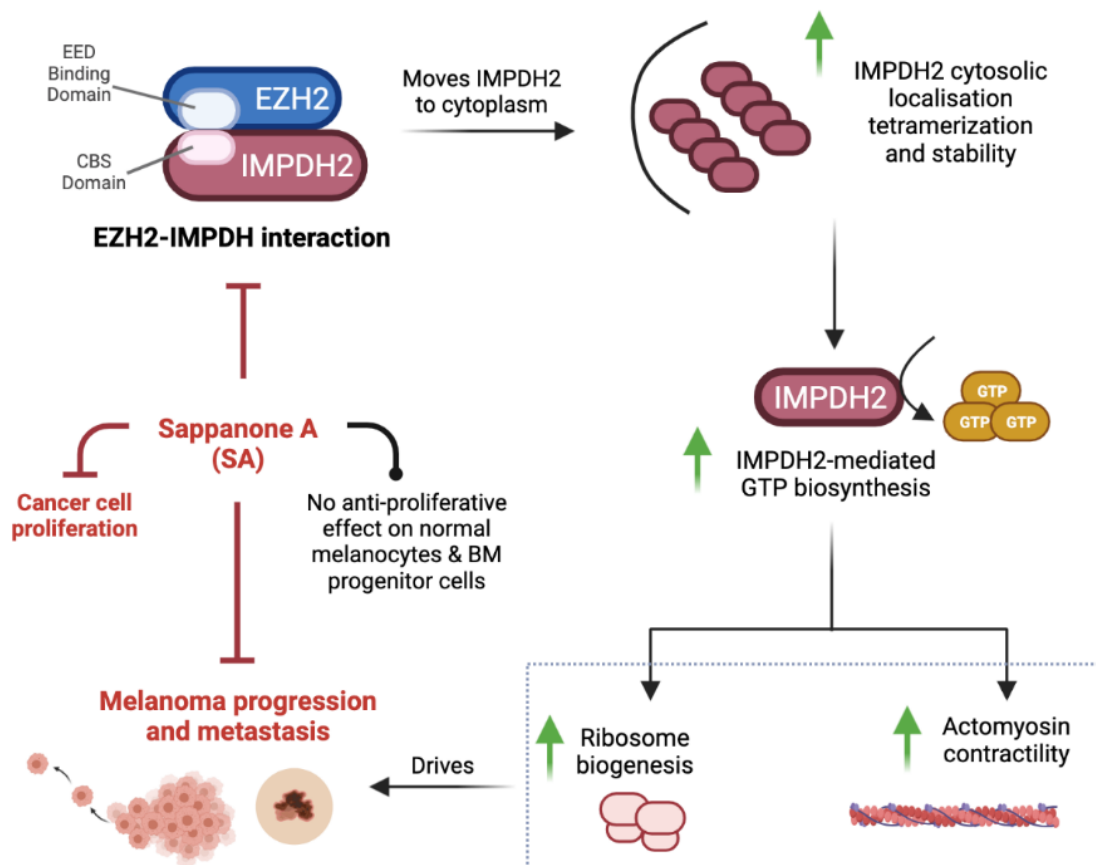 EED
Binding
Domain
EZH2
CBS
Domain
IMPDH2
EZH2-IMPDH interaction
Moves IMPDH2
to cytoplasm
IMPDH2 cytosolic
localisation
tetramerization
and stability
IMPDH2
GTP
GTP
GTP
IMPDH2-mediated
GTP biosynthesis
Sappanone A
(SA)
Cancer cell
proliferation
No anti-proliferative
effect on normal
melanocytes & BM
progenitor cells
Melanoma progression
and metastasis
Drives
Ribosome
biogenesis
Actomyosin
contractility